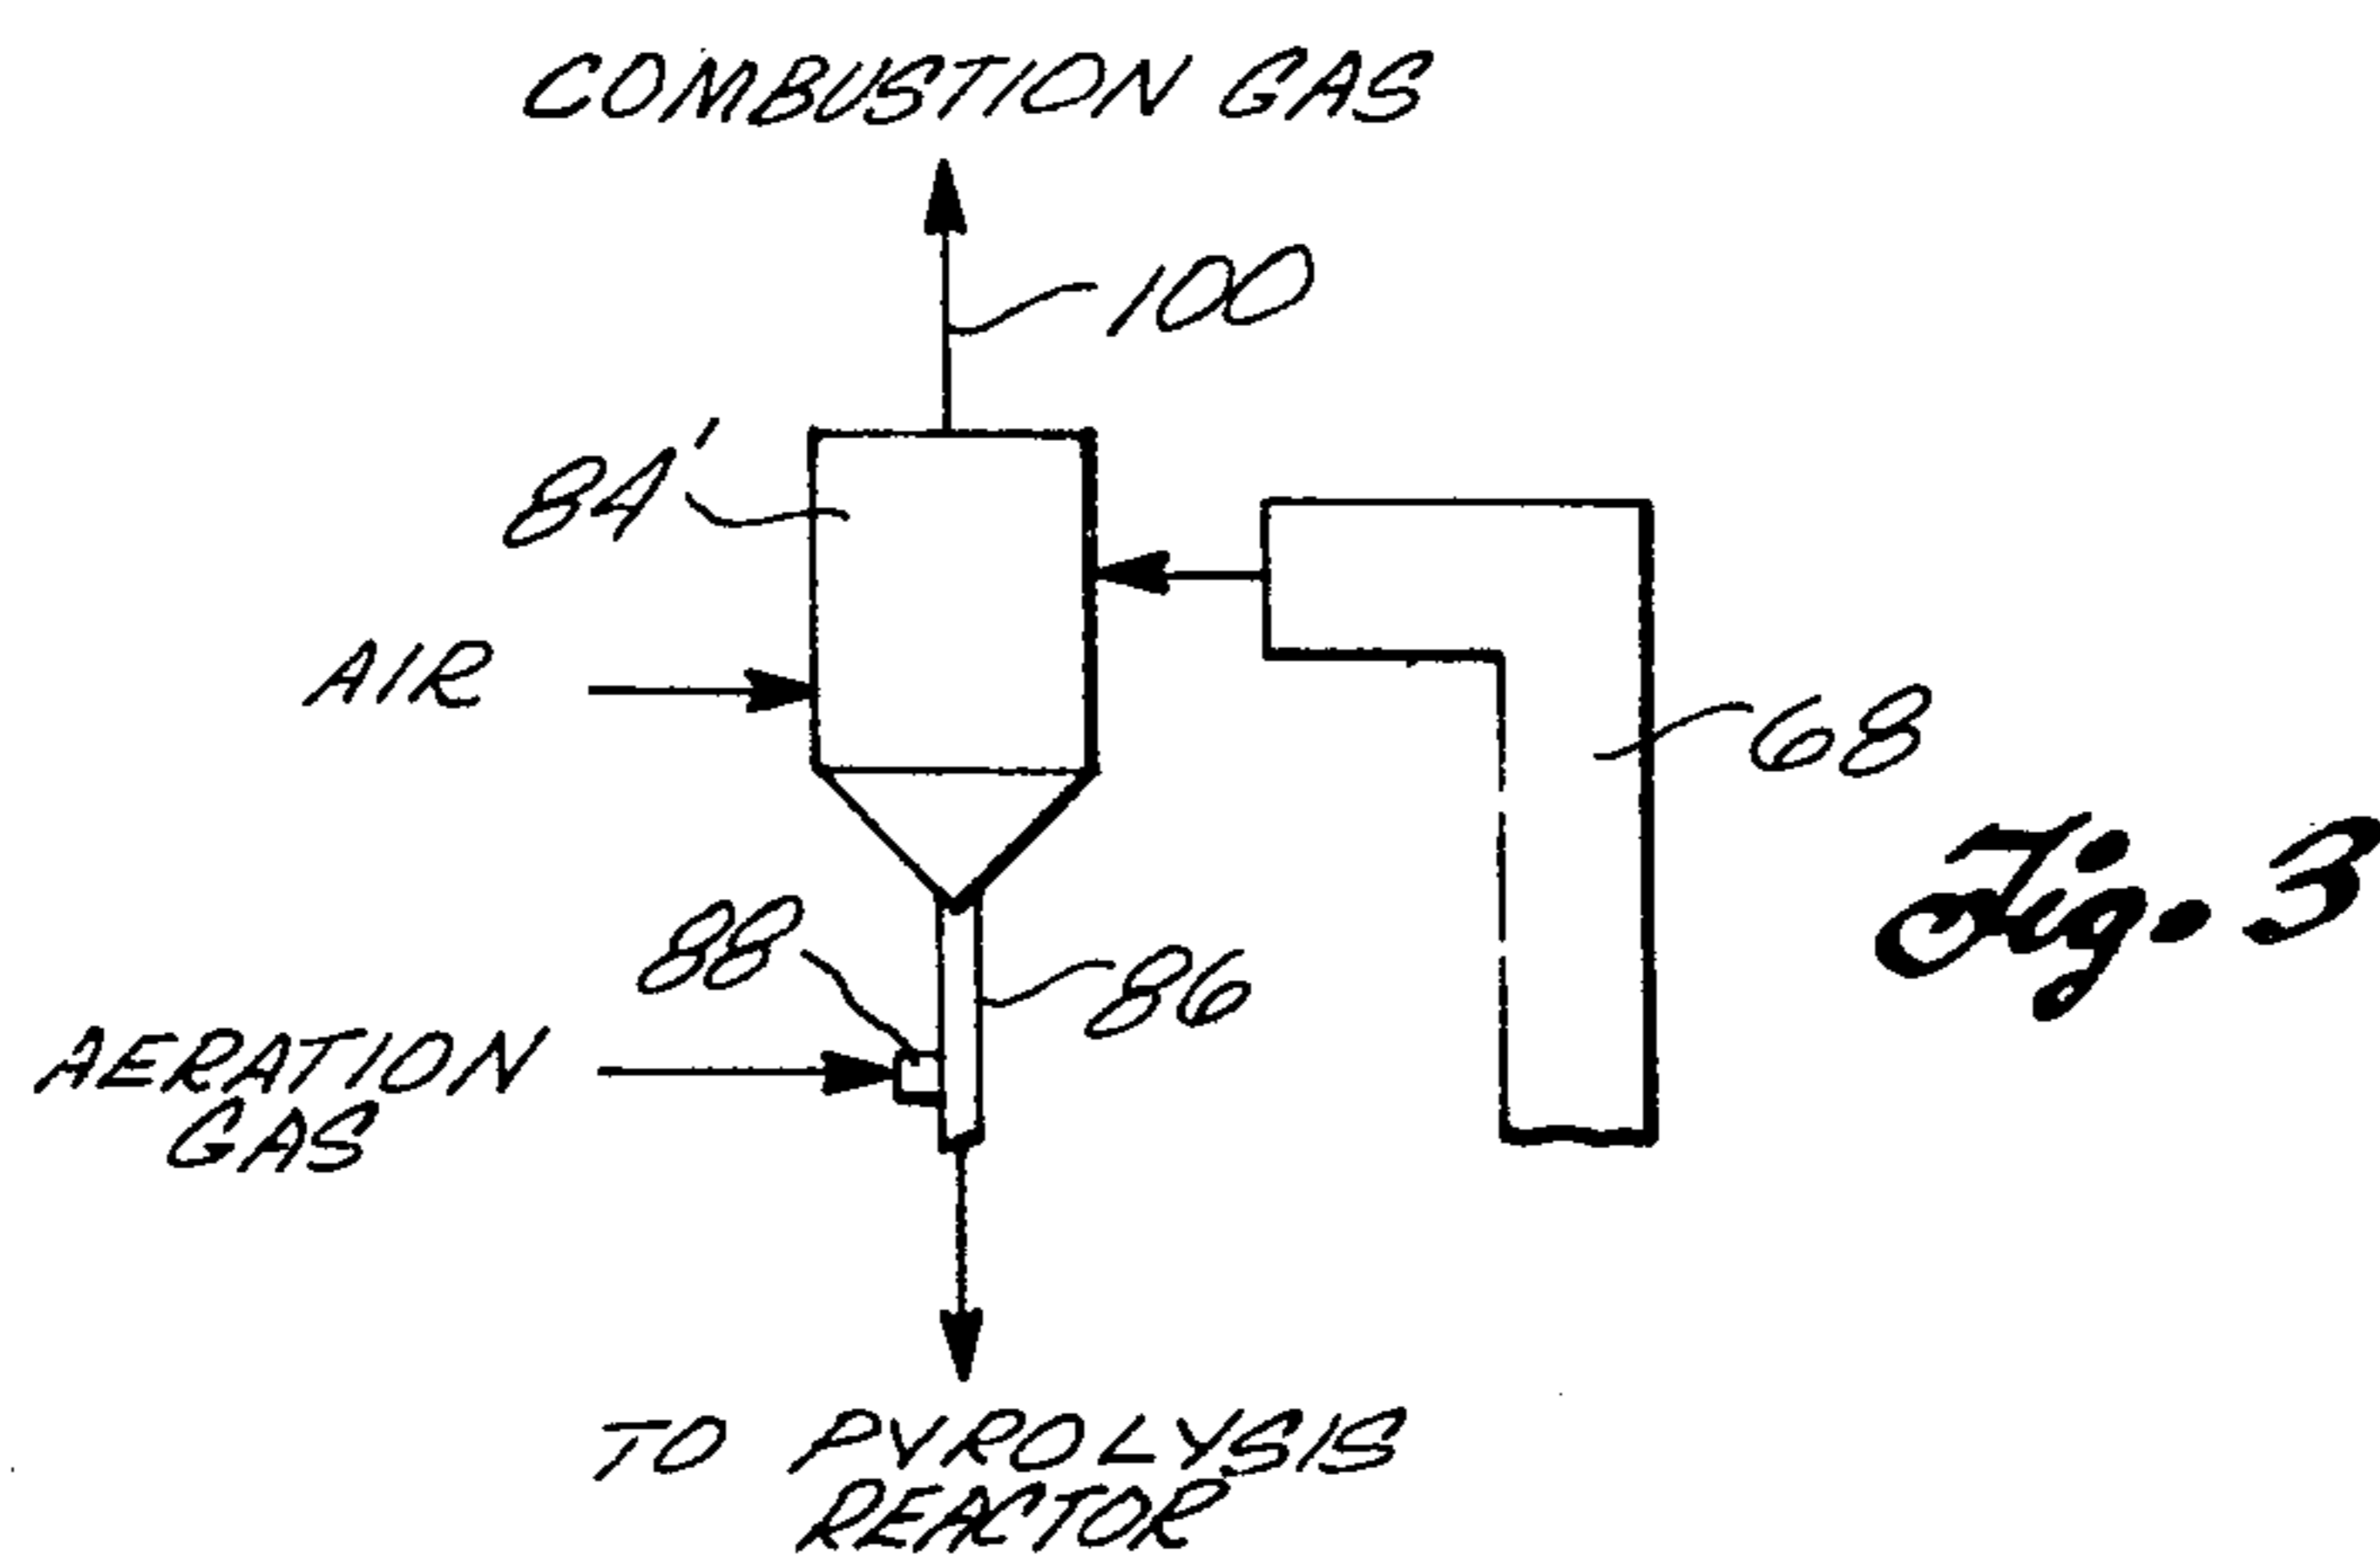 COMBUSTION GAS
100
84'
AIR
68
Fig. 3
88
86
AERATION
GAS
TO PYROLYSIS
REACTOR